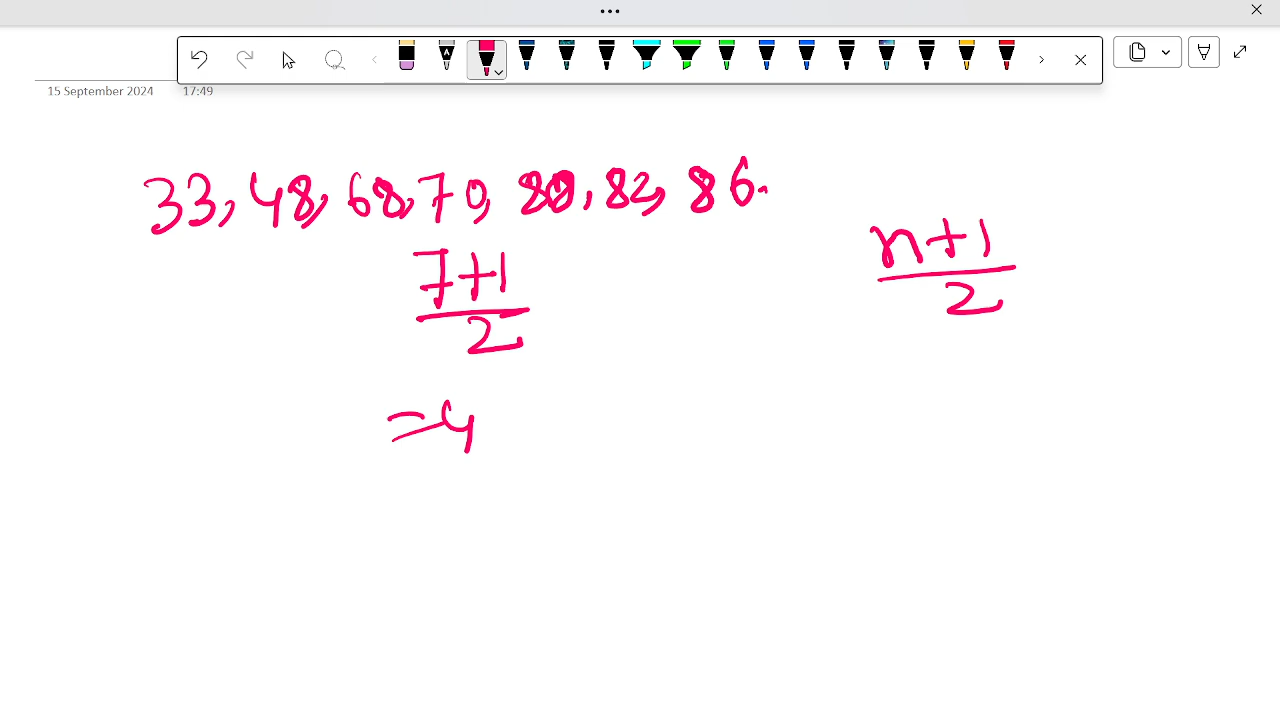 15 September 2024 17:49
33, 48, 68, 70, 80, 82, 86.
n+1
2
7+1
2
=4